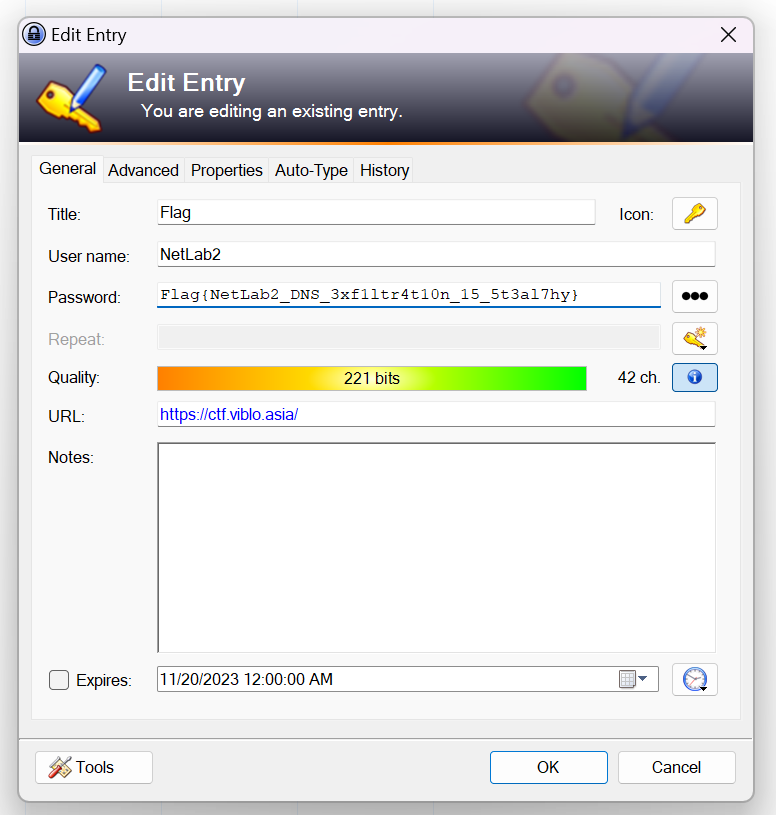 Edit Entry
Edit Entry
You are editing an existing entry.
General Advanced Properties Auto-Type History
Title: Flag Icon:
User name: NetLab2
Password: Flag{NetLab2_DNS_3xf1ltr4t10n_15_5t3al7hy}
Repeat:
Quality: 221 bits 42 ch.
URL: https://ctf.viblo.asia/
Notes:
Expires: 11/20/2023 12:00:00 AM
Tools OK Cancel